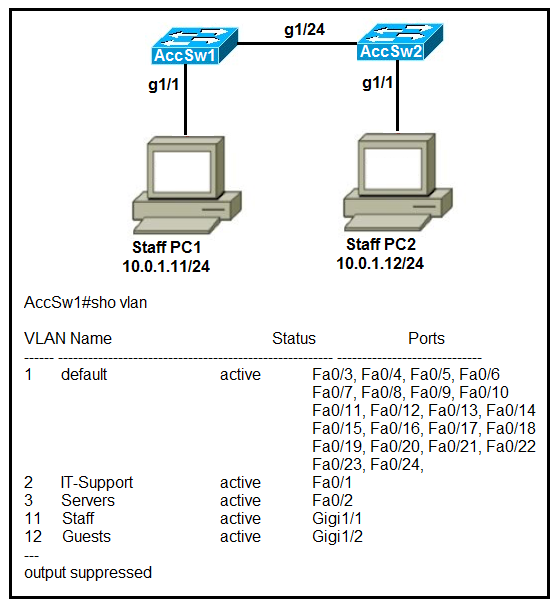 g1/24
AccSw1
AccSw2
g1/1
g1/1
Staff PC1
10.0.1.11/24
Staff PC2
10.0.1.12/24
AccSw1#sho vlan
VLAN Name Status Ports
------ --------------------------------------------------- ---------------------------
1 default active Fa0/3, Fa0/4, Fa0/5, Fa0/6
Fa0/7, Fa0/8, Fa0/9, Fa0/10
Fa0/11, Fa0/12, Fa0/13, Fa0/14
Fa0/15, Fa0/16, Fa0/17, Fa0/18
Fa0/19, Fa0/20, Fa0/21, Fa0/22
Fa0/23, Fa0/24,
2 IT-Support active Fa0/1
3 Servers active Fa0/2
11 Staff active Gigi1/1
12 Guests active Gigi1/2
---
output suppressed